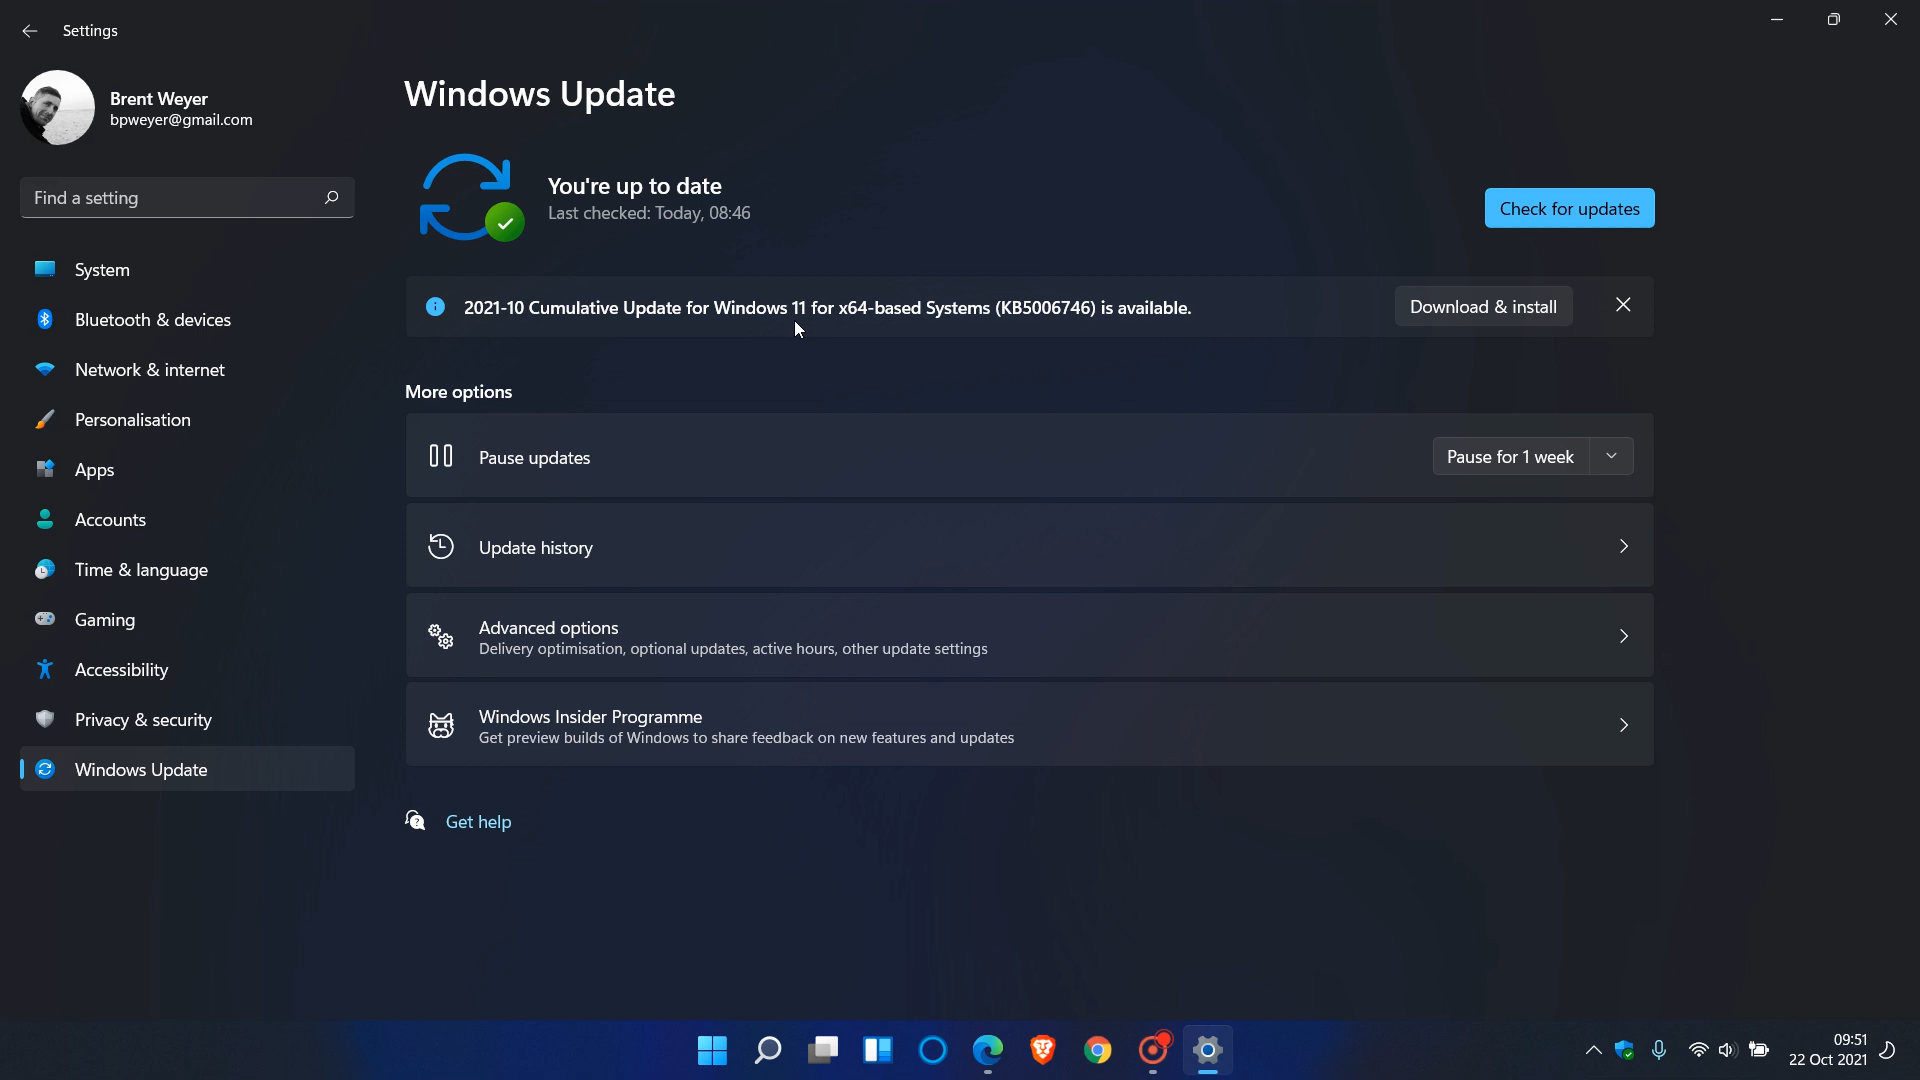 Settings
Brent Weyer
bpweyer@gmail.com
Find a setting
System
Bluetooth & devices
Network & internet
Personalisation
Apps
Accounts
Time & language
Gaming
Accessibility
Privacy & security
Windows Update
Windows Update
You're up to date
Last checked: Today, 08:46
Check for updates
2021-10 Cumulative Update for Windows 11 for x64-based Systems (KB5006746) is available.
Download & install
More options
Pause updates
Pause for 1 week
Update history
Advanced options
Delivery optimisation, optional updates, active hours, other update settings
Windows Insider Programme
Get preview builds of Windows to share feedback on new features and updates
Get help
09:51
22 Oct 2021